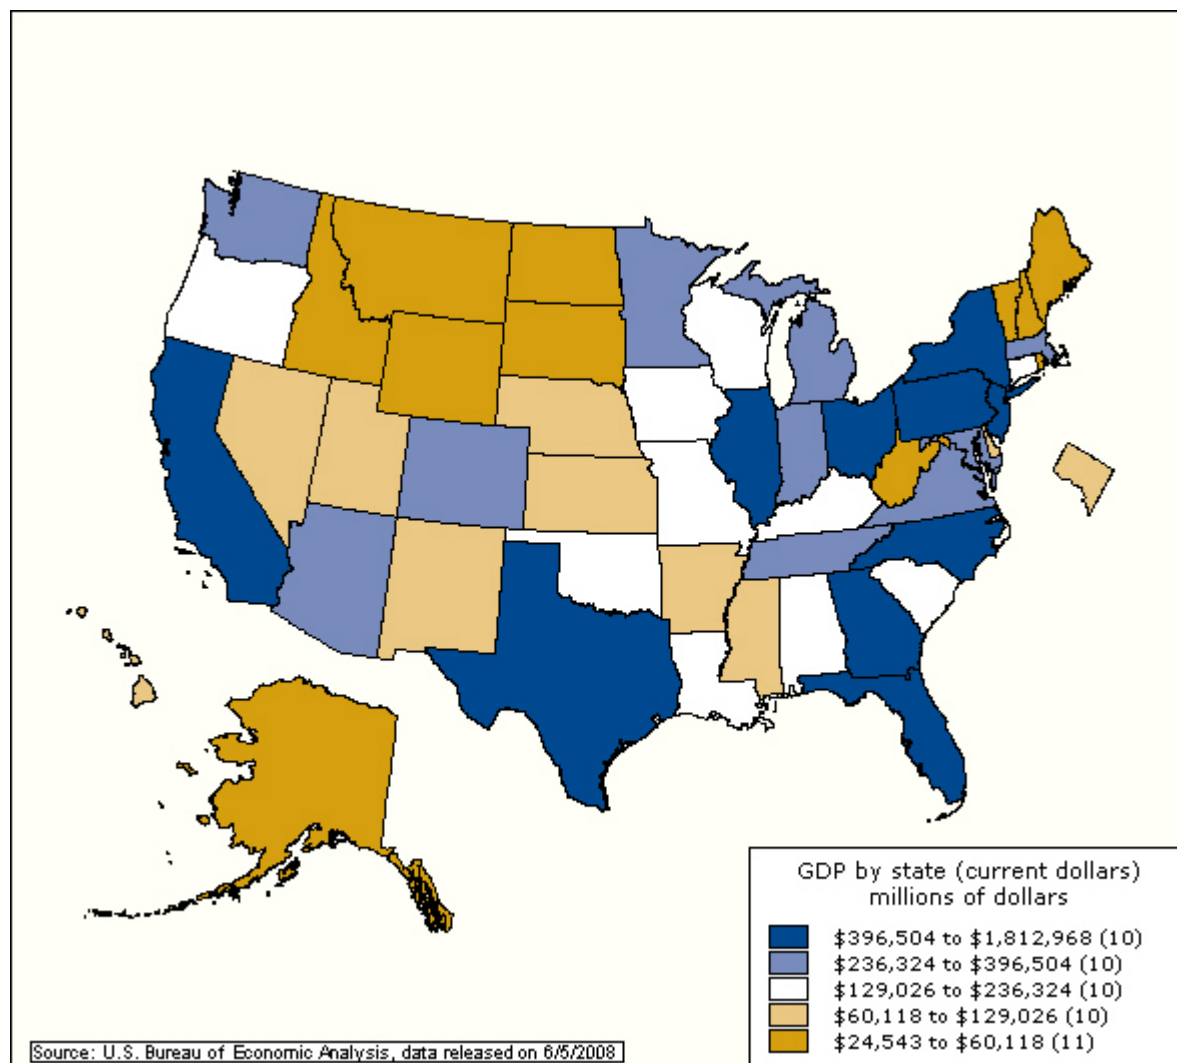 GDP by state (current dollars)
millions of dollars
$396,504 to $1,812,968 (10)
$236,324 to $396,504 (10)
$129,026 to $236,324 (10)
$60,118 to $129,026 (10)
$24,543 to $60,118 (11)
Source: U.S. Bureau of Economic Analysis, data released on 6/5/2008